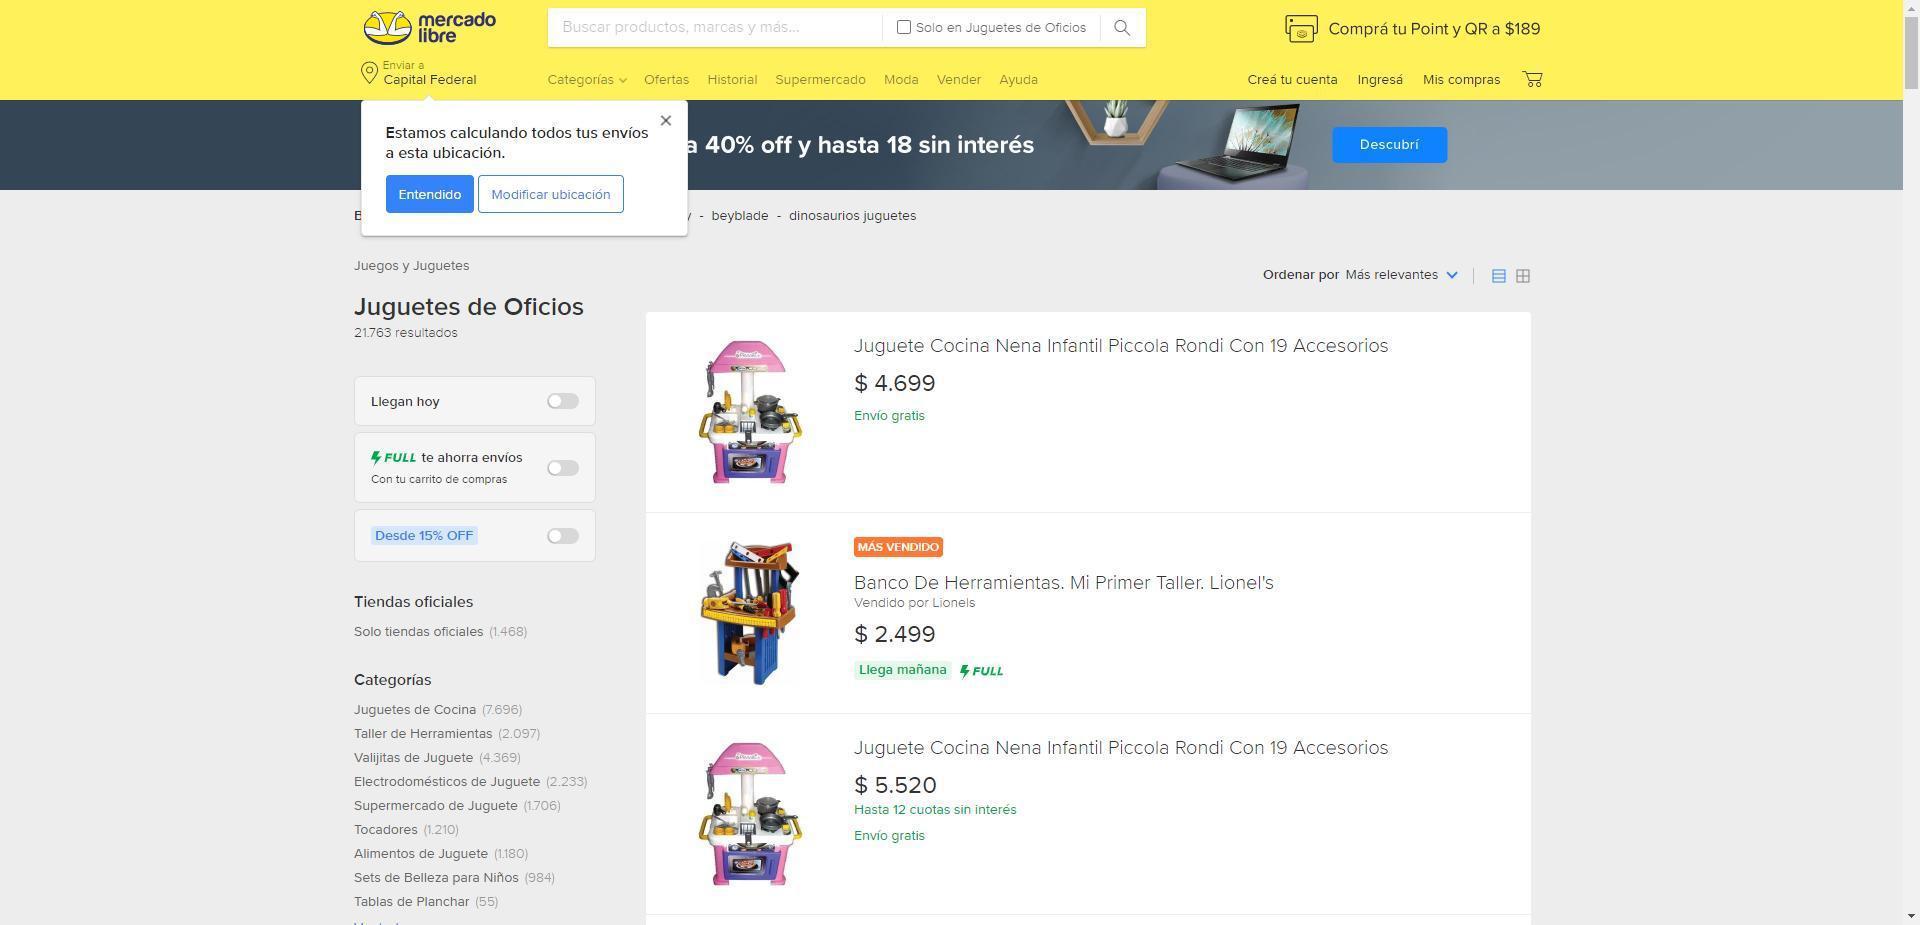 mercado
libre
Buscar productos, marcas y más...
Solo en Juguetes de Oficios
Comprá tu Point y QR a $189
Enviar a
Capital Federal
Categorías
Ofertas
Historial
Supermercado
Moda
Vender
Ayuda
Creá tu cuenta
Ingresá
Mis compras
Estamos calculando todos tus envíos
a esta ubicación.
Entendido
Modificar ubicación
a 40% off y hasta 18 sin interés
Descubrí
B
y - beyblade - dinosaurios juguetes
Juegos y Juguetes
Juguetes de Oficios
21.763 resultados
Ordenar por Más relevantes
Llegan hoy
FULL te ahorra envíos
Con tu carrito de compras
Desde 15% OFF
Tiendas oficiales
Solo tiendas oficiales (1.468)
Categorías
Juguetes de Cocina (7.696)
Taller de Herramientas (2.097)
Valijitas de Juguete (4.369)
Electrodomésticos de Juguete (2.233)
Supermercado de Juguete (1.706)
Tocadores (1.210)
Alimentos de Juguete (1.180)
Sets de Belleza para Niños (984)
Tablas de Planchar (55)
Juguete Cocina Nena Infantil Piccola Rondi Con 19 Accesorios
$ 4.699
Envío gratis
MÁS VENDIDO
Banco De Herramientas. Mi Primer Taller. Lionel's
Vendido por Lionels
$ 2.499
Llega mañana FULL
Juguete Cocina Nena Infantil Piccola Rondi Con 19 Accesorios
$ 5.520
Hasta 12 cuotas sin interés
Envío gratis